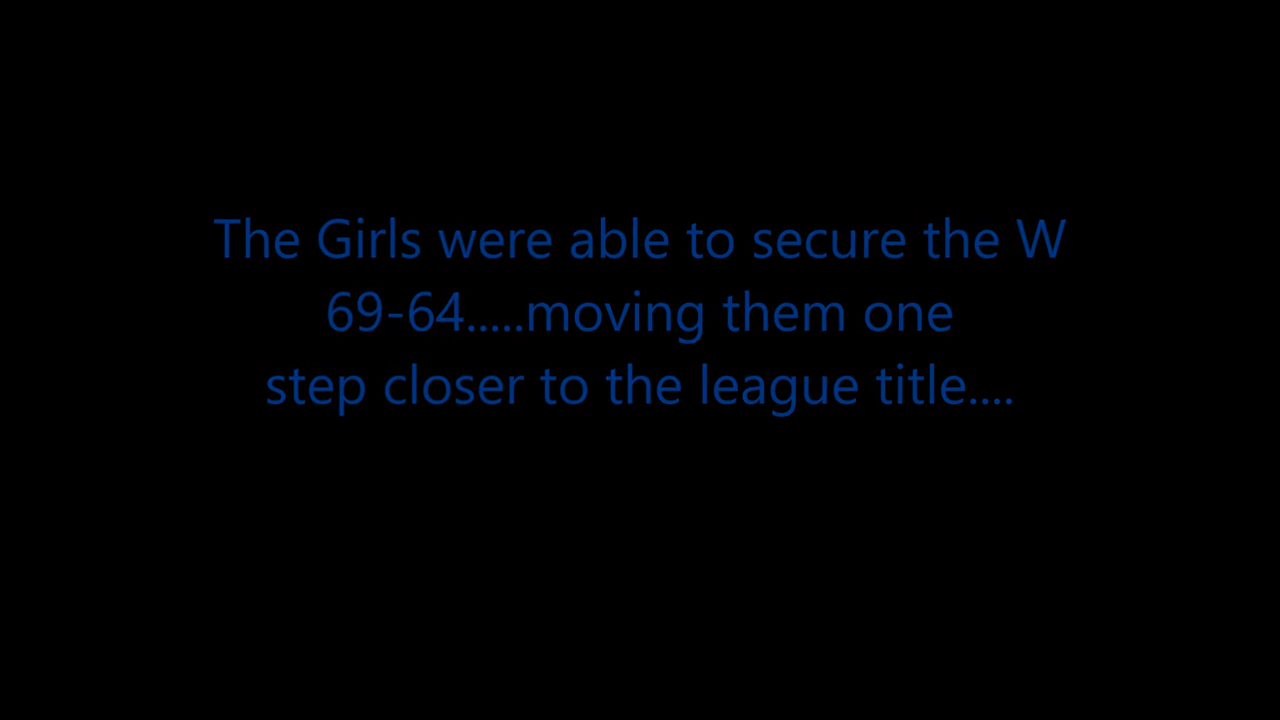 The Girls were able to secure the W
69-64.....moving them one
step closer to the league title....